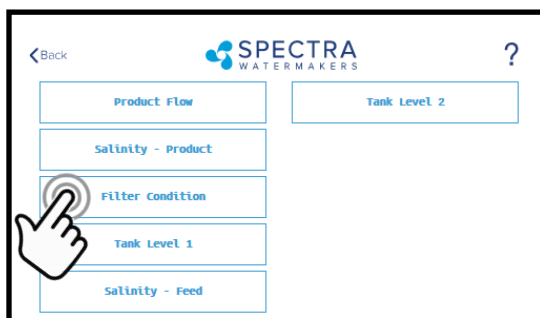 Back
SPECTRA
WATERMAKERS
?
Product Flow
Salinity - Product
Filter Condition
Tank Level 1
Salinity - Feed
Tank Level 2